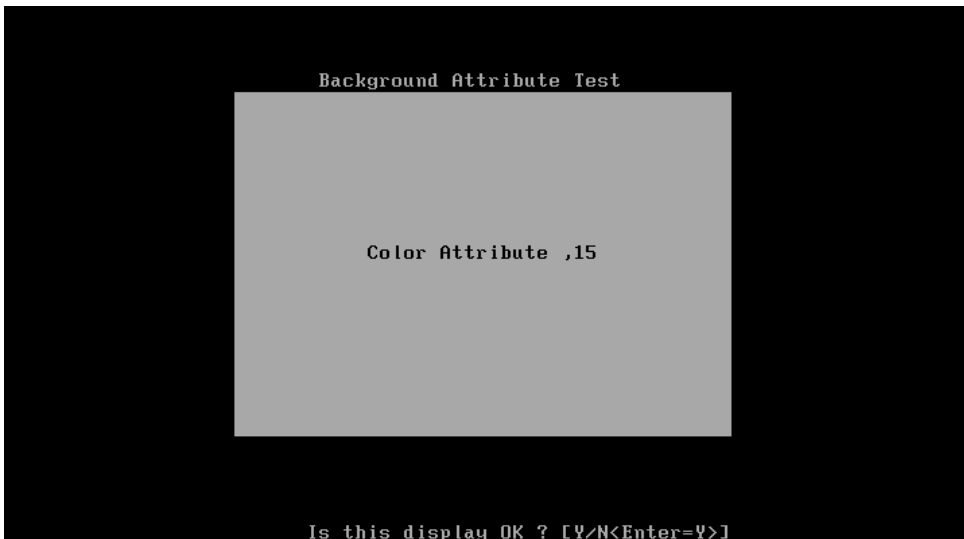 Background Attribute Test
Color Attribute ,15
Is this display OK ? [Y/N<Enter=Y>]